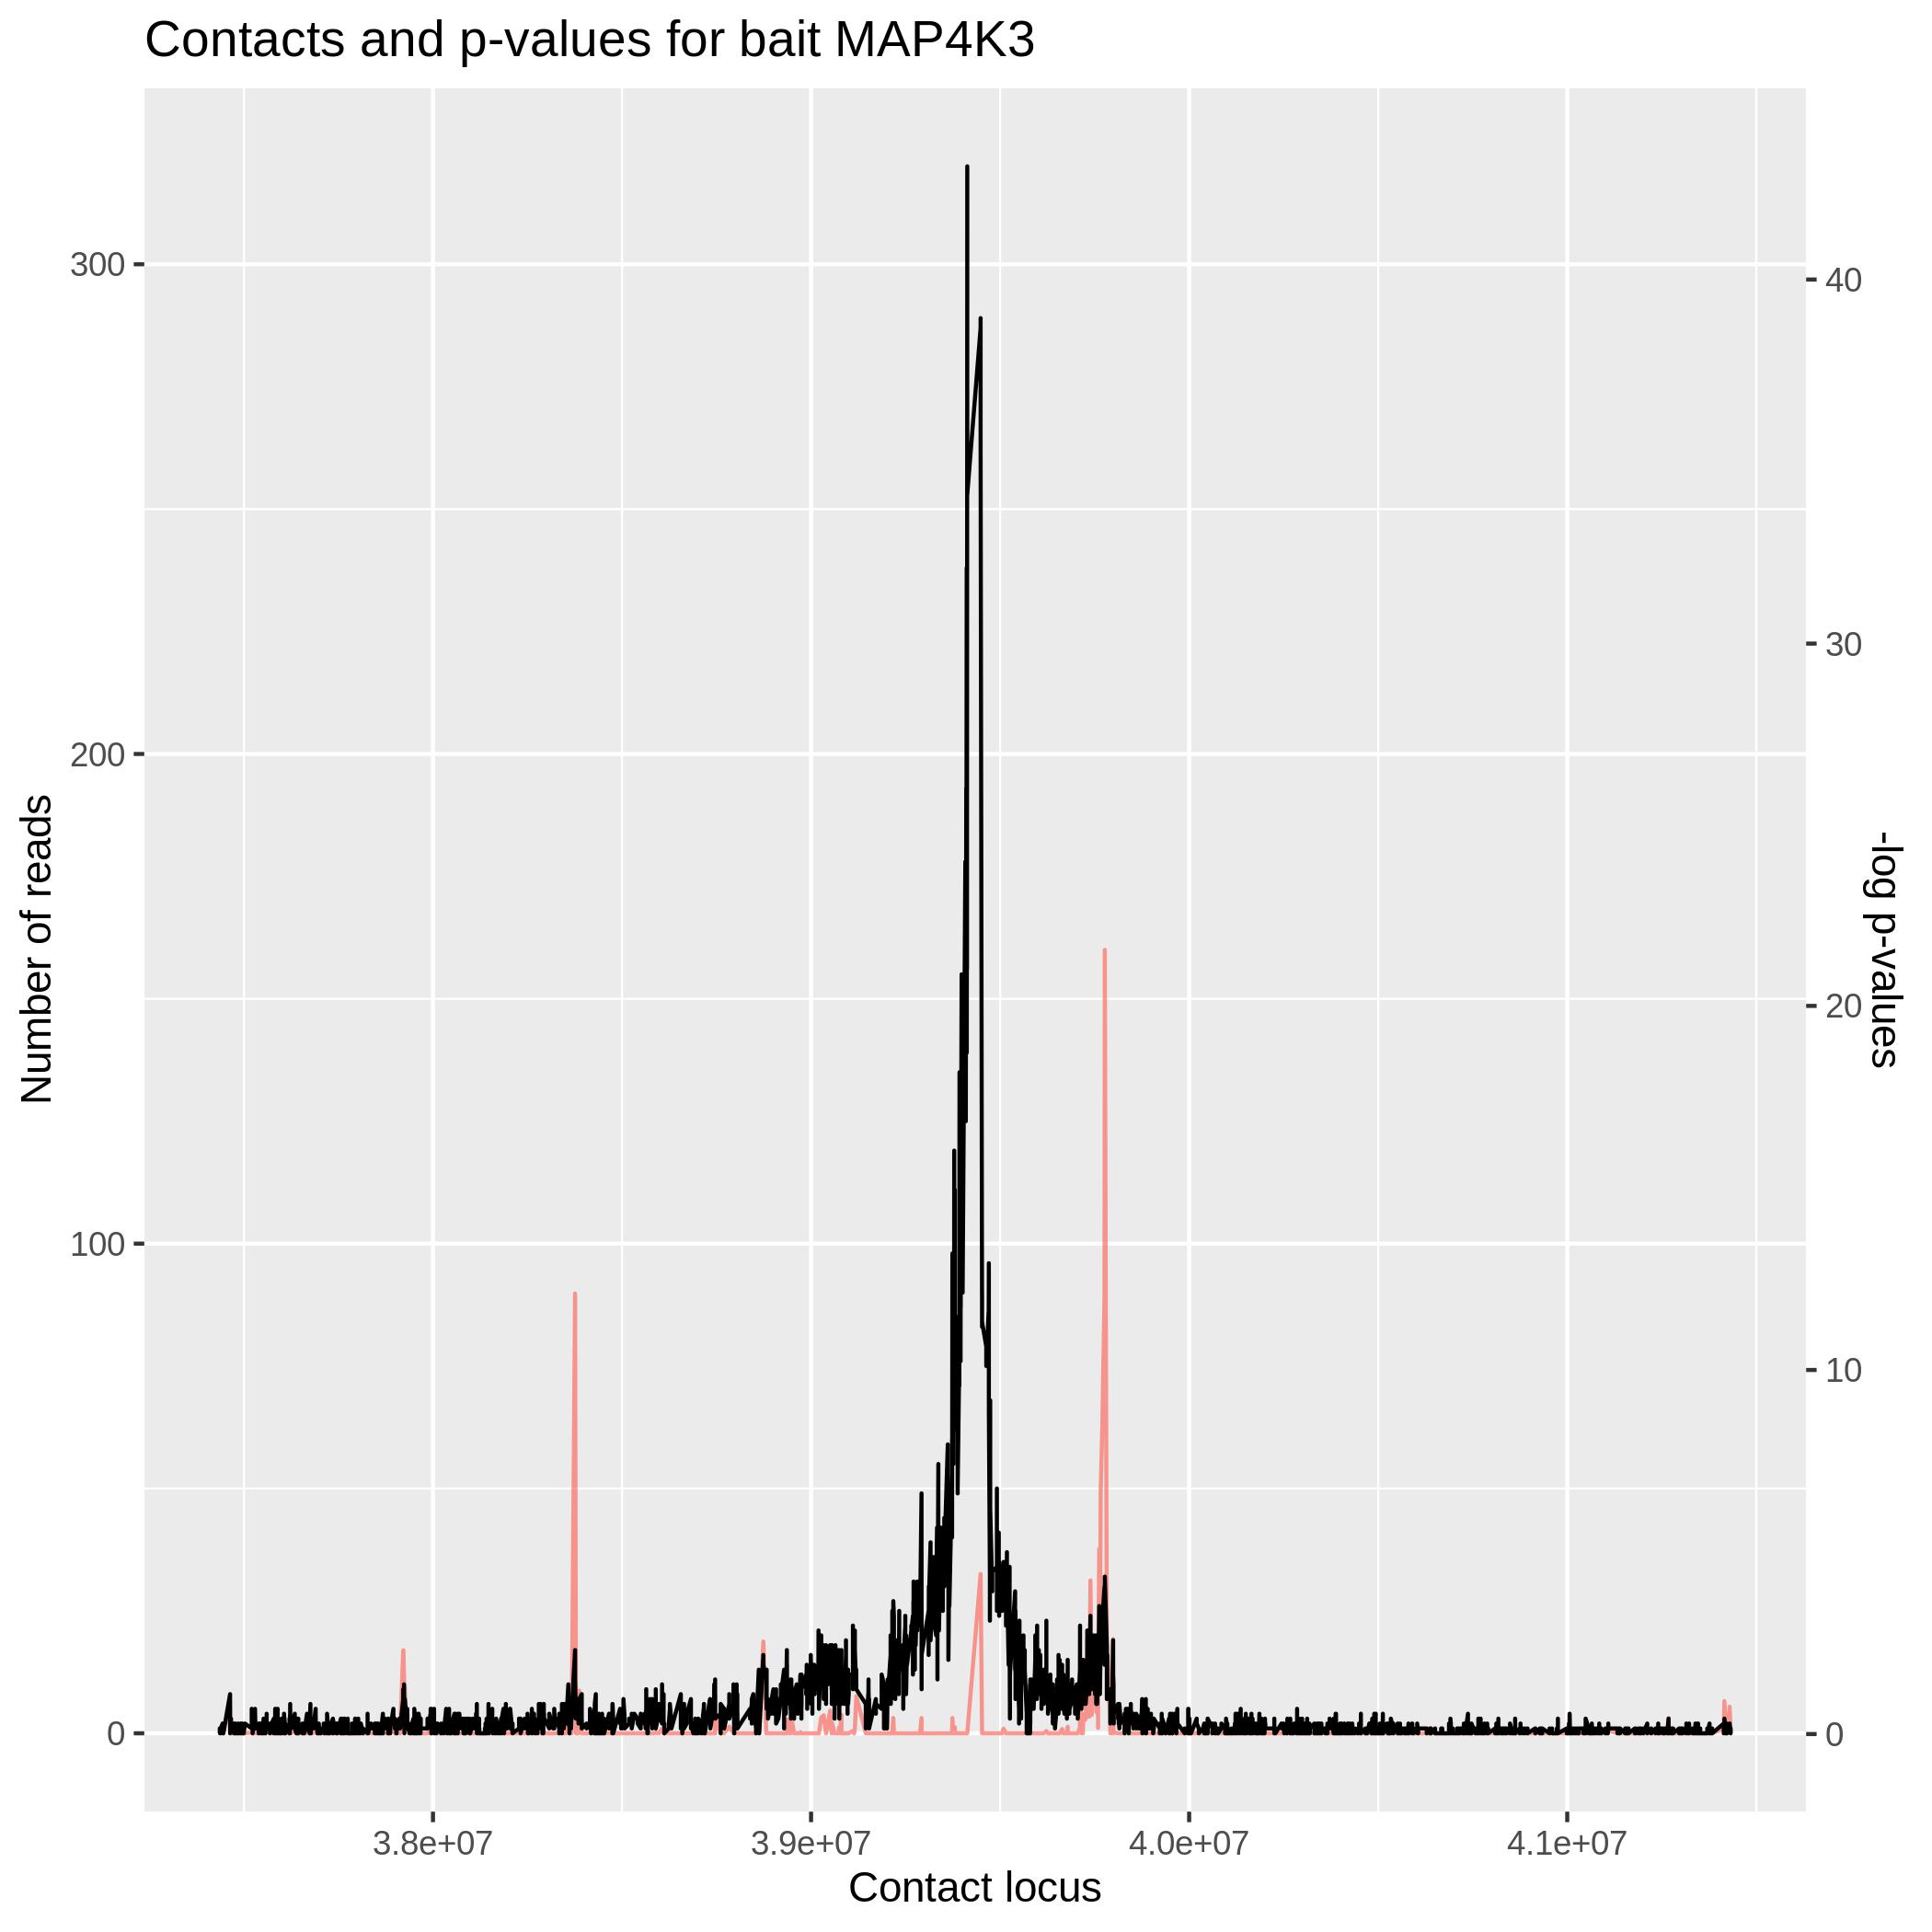 Contacts and p-values for bait MAP4K3
Number of reads
300
200
100
0
40
30
20
10
0
-log p-values
3.8e+07
3.9e+07
4.0e+07
4.1e+07
Contact locus